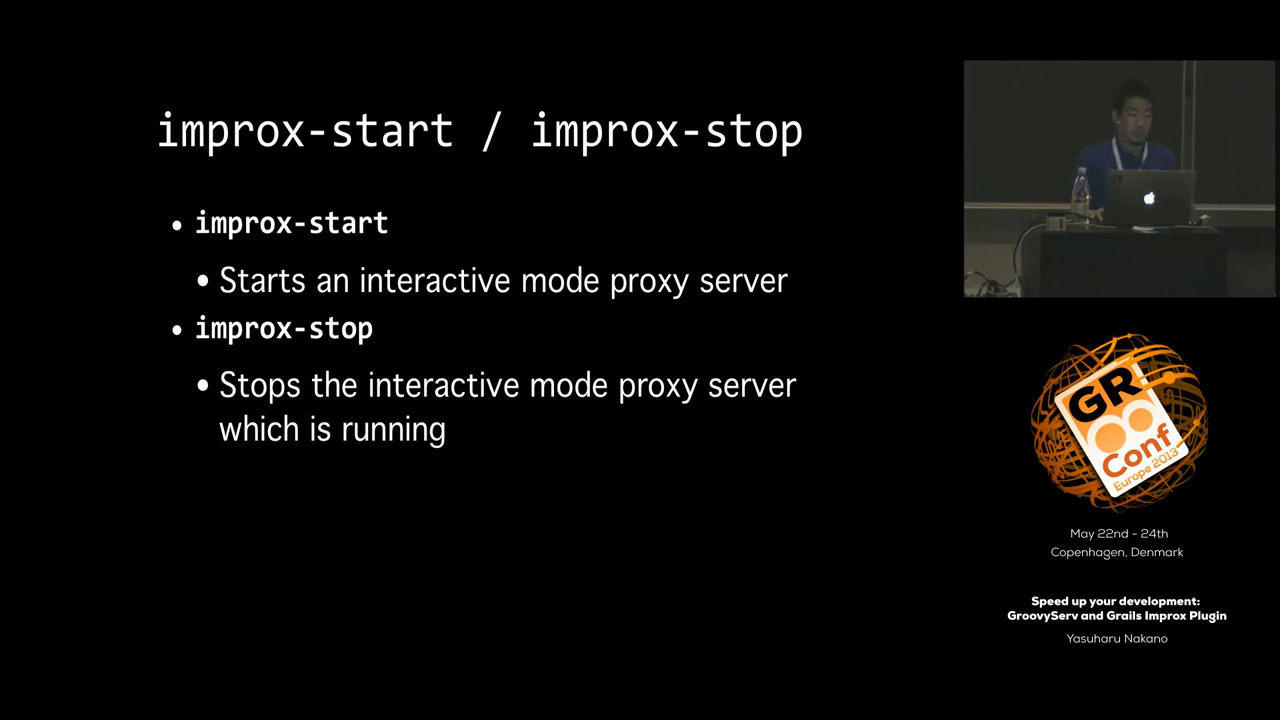 improx-start / improx-stop
• improx-start
• Starts an interactive mode proxy server
• improx-stop
• Stops the interactive mode proxy server
which is running
GR
Conf
Europe 2013
May 22nd - 24th
Copenhagen, Denmark
Speed up your development:
GroovyServ and Grails Improx Plugin
Yasuharu Nakano